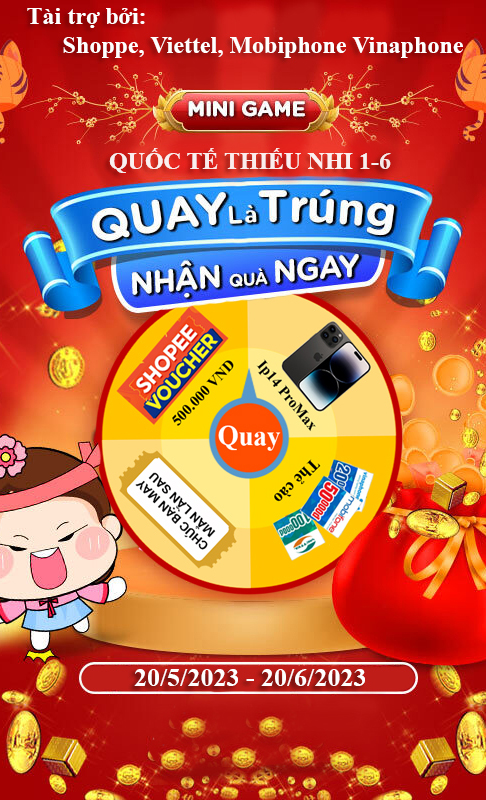 Tài trợ bởi:
Shoppe, Viettel, Mobiphone Vinaphone
MINI GAME
QUỐC TẾ THIẾU NHI 1-6
QUAY Là Trúng
NHẬN QUÀ NGAY
SHOPEE
VOUCHER
500.000 VND
Ip14 ProMax
Quay
Thẻ cào
CHÚC BẠN MAY
MẮN LẦN SAU
mobifone
20/5/2023 - 20/6/2023